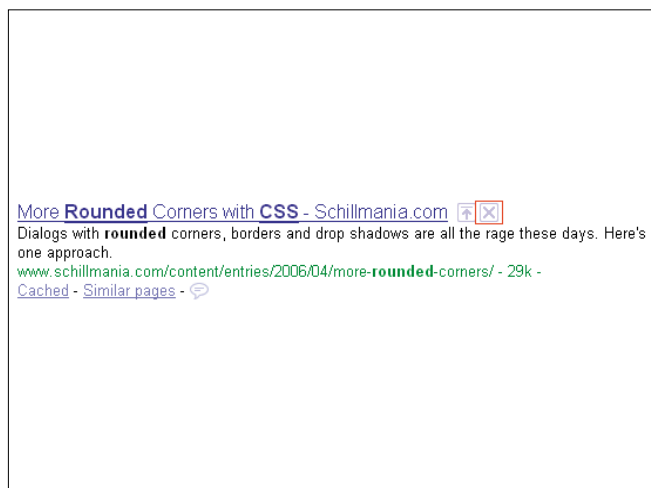 More Rounded Corners with CSS - Schillmania.com
Dialogs with rounded corners, borders and drop shadows are all the rage these days. Here's
one approach.
www.schillmania.com/content/entries/2006/04/more-rounded-corners/ - 29k -
Cached - Similar pages -